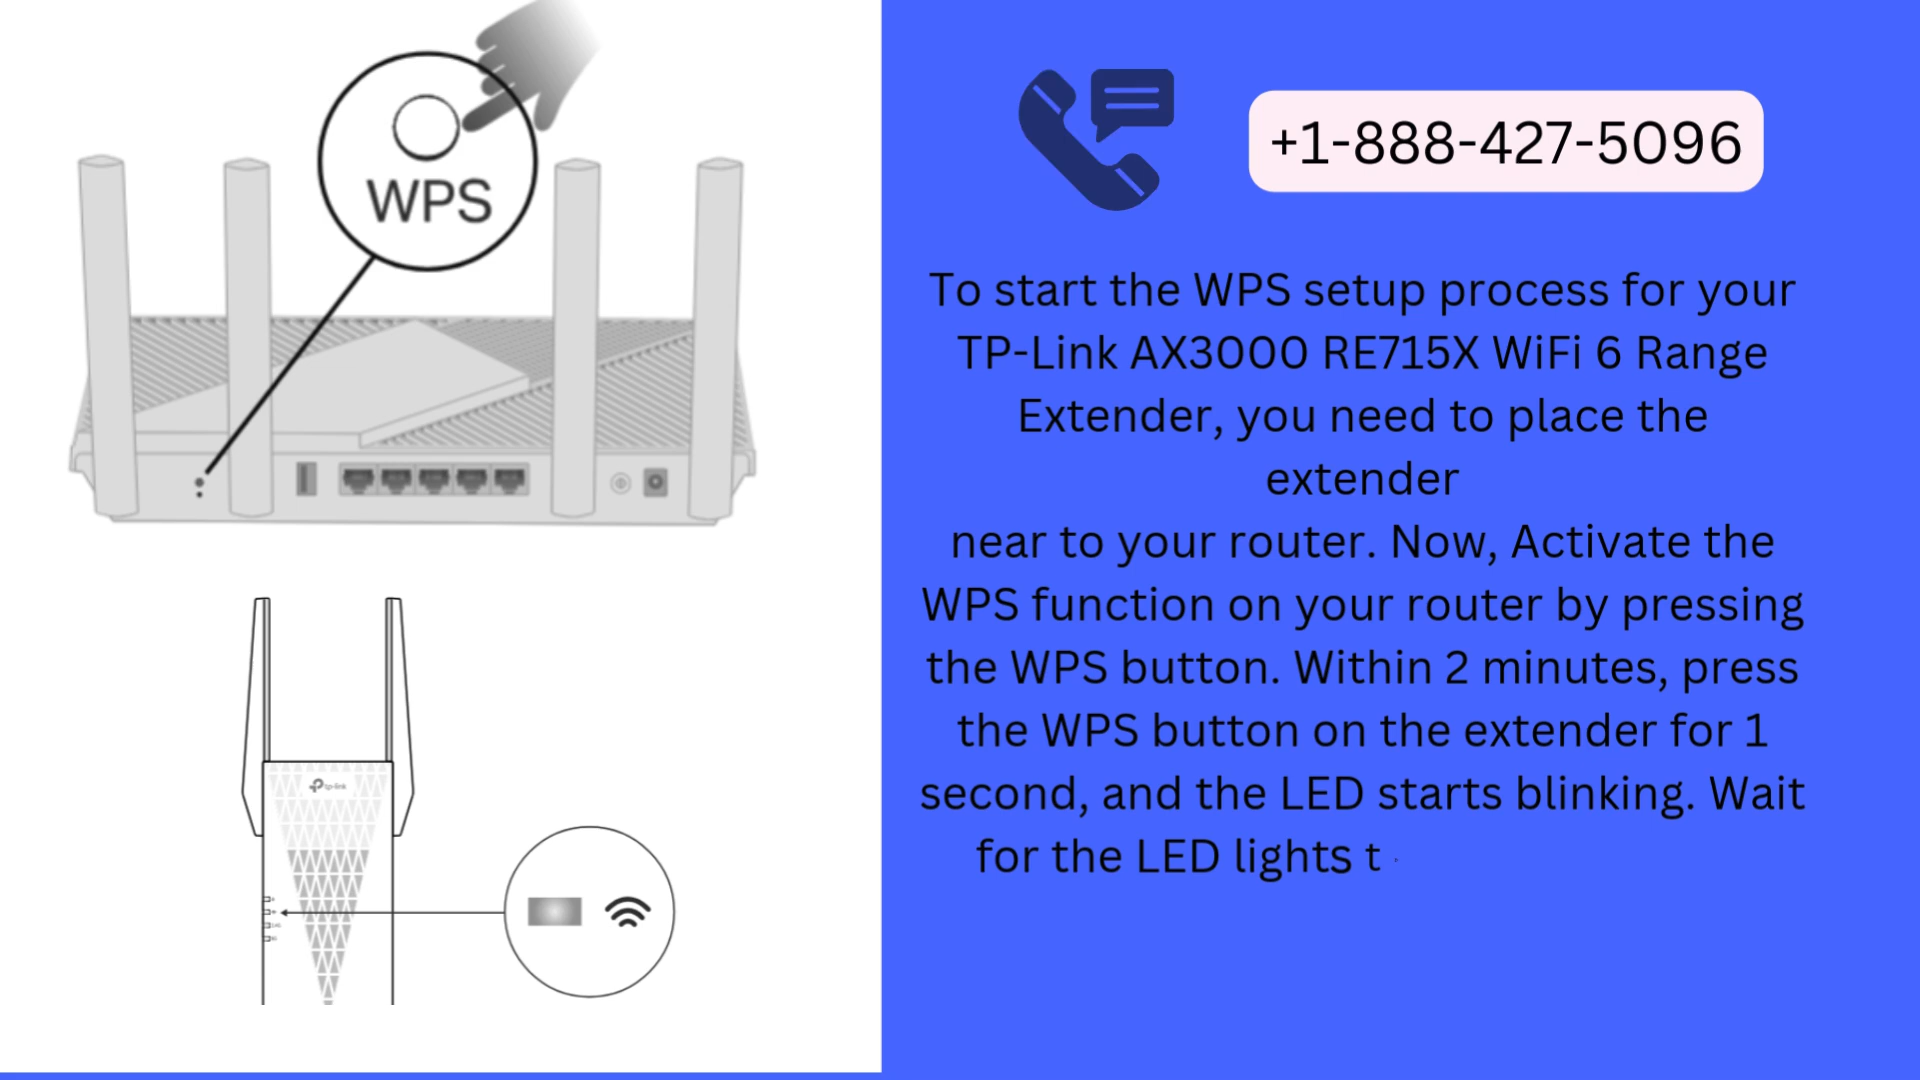 WPS
tp-link
+1-888-427-5096
To start the WPS setup process for your
TP-Link AX3000 RE715X WiFi 6 Range
Extender, you need to place the
extender
near to your router. Now, Activate the
WPS function on your router by pressing
the WPS button. Within 2 minutes, press
the WPS button on the extender for 1
second, and the LED starts blinking. Wait
for the LED lights t